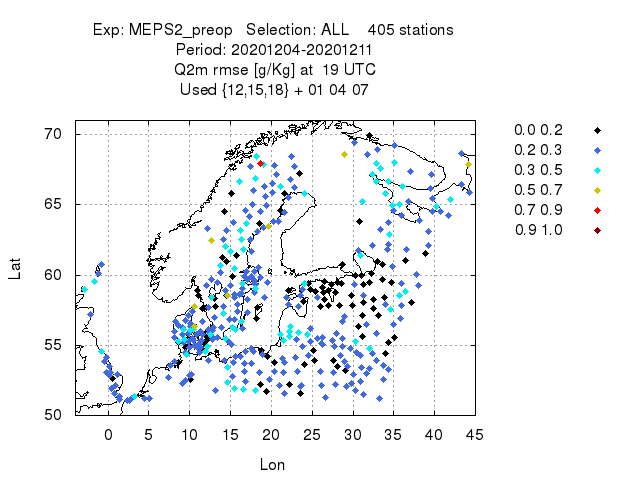 Exp: MEPS2_preop Selection: ALL 405 stations
Period: 20201204-20201211
Q2m rmse [g/Kg] at 19 UTC
Used {12,15,18} + 01 04 07
70
65
60
55
50
Lat
0 5 10 15 20 25 30 35 40 45
Lon
0.0 0.2
0.2 0.3
0.3 0.5
0.5 0.7
0.7 0.9
0.9 1.0